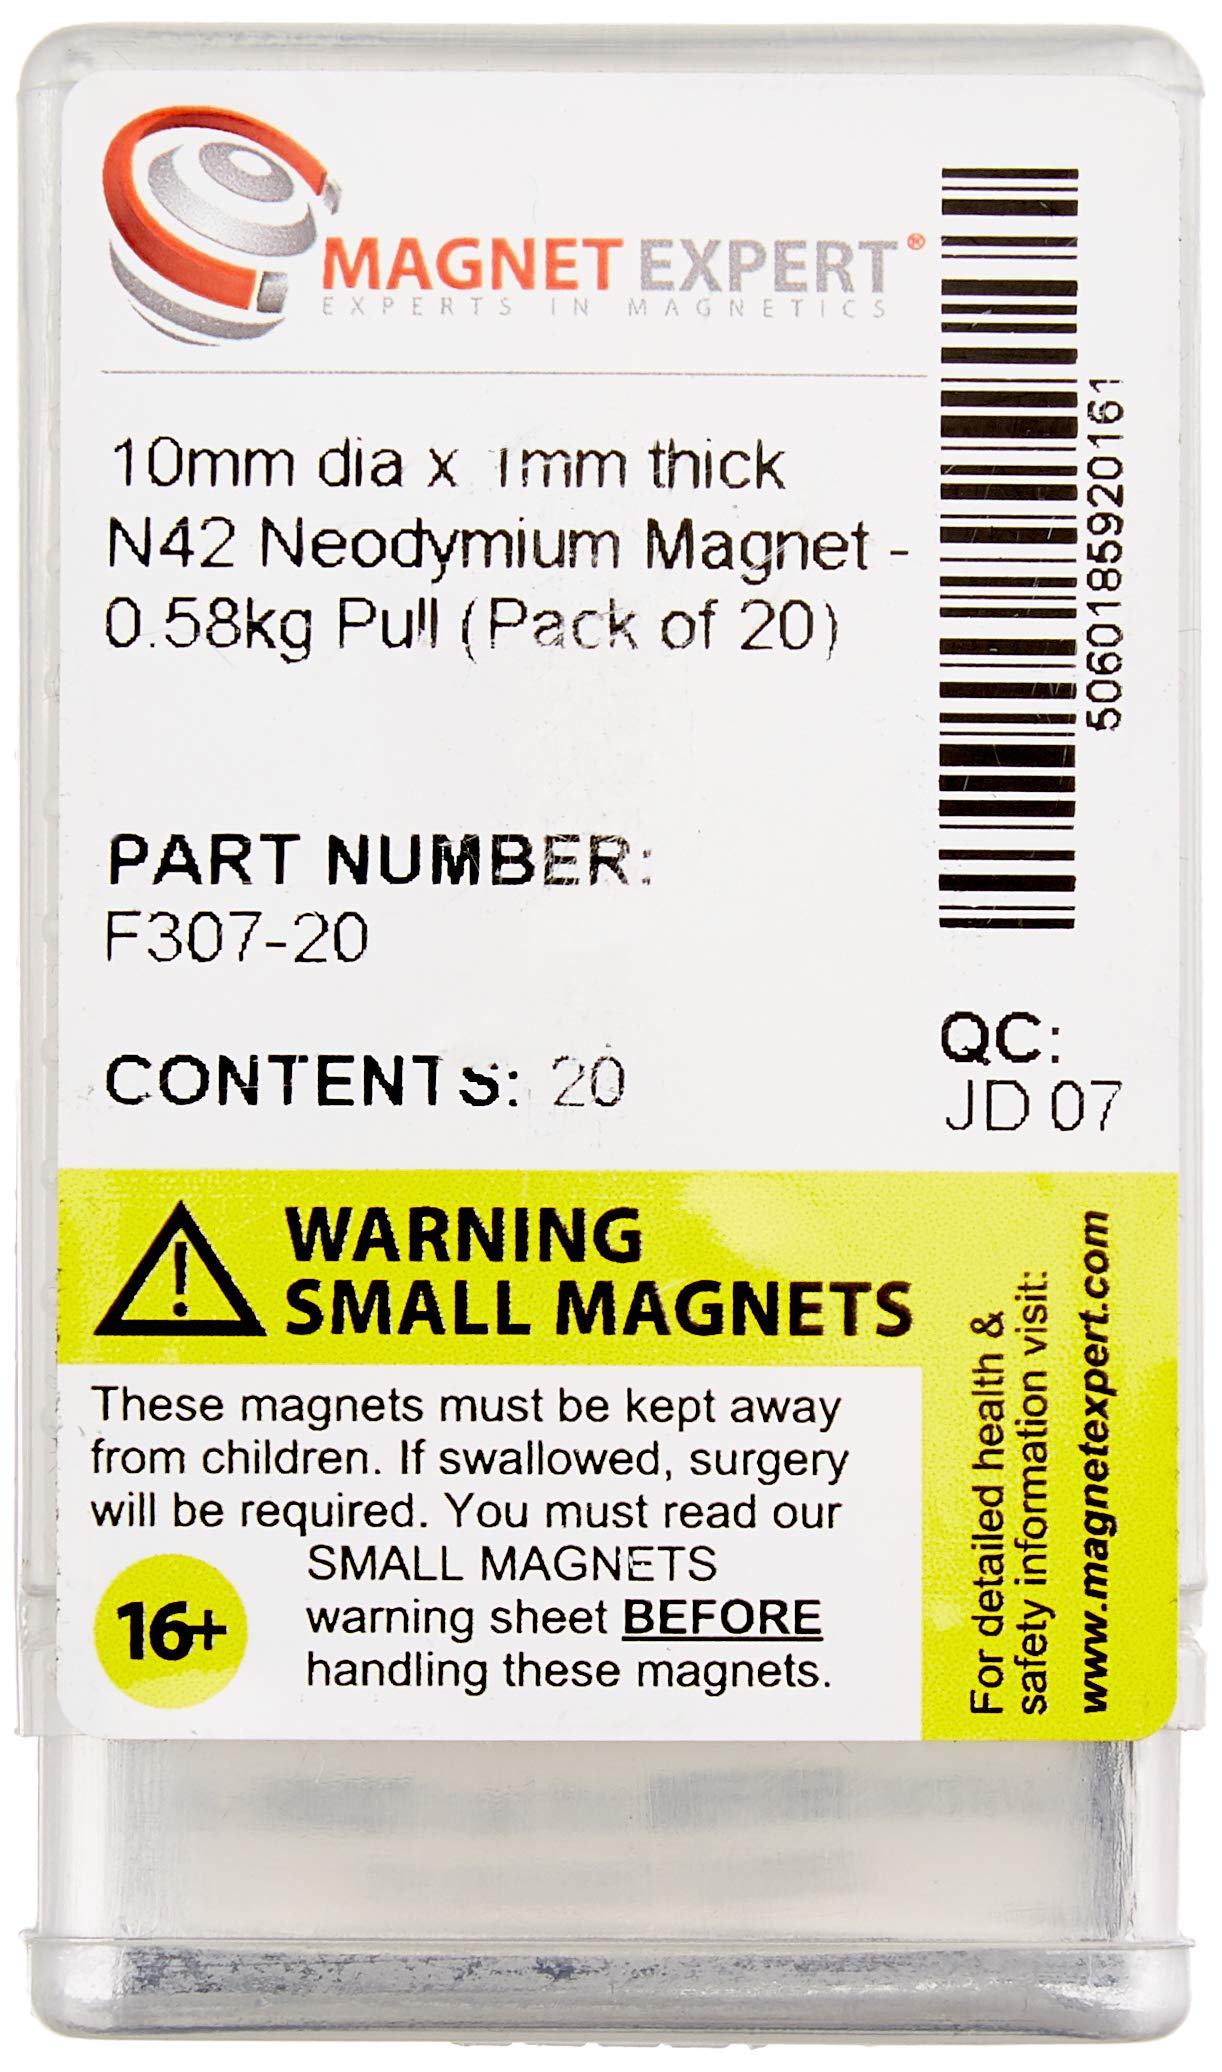 MAGNET EXPERT®
EXPERTS IN MAGNETICS
10mm dia x 1mm thick
N42 Neodymium Magnet -
0.58kg Pull (Pack of 20)
PART NUMBER:
F307-20
CONTENTS: 20
5060185920161
QC:
JD 07
WARNING
SMALL MAGNETS
These magnets must be kept away
from children. If swallowed, surgery
will be required. You must read our
SMALL MAGNETS
warning sheet BEFORE
handling these magnets.
16+
For detailed health &
safety information visit:
www.magnetexpert.com